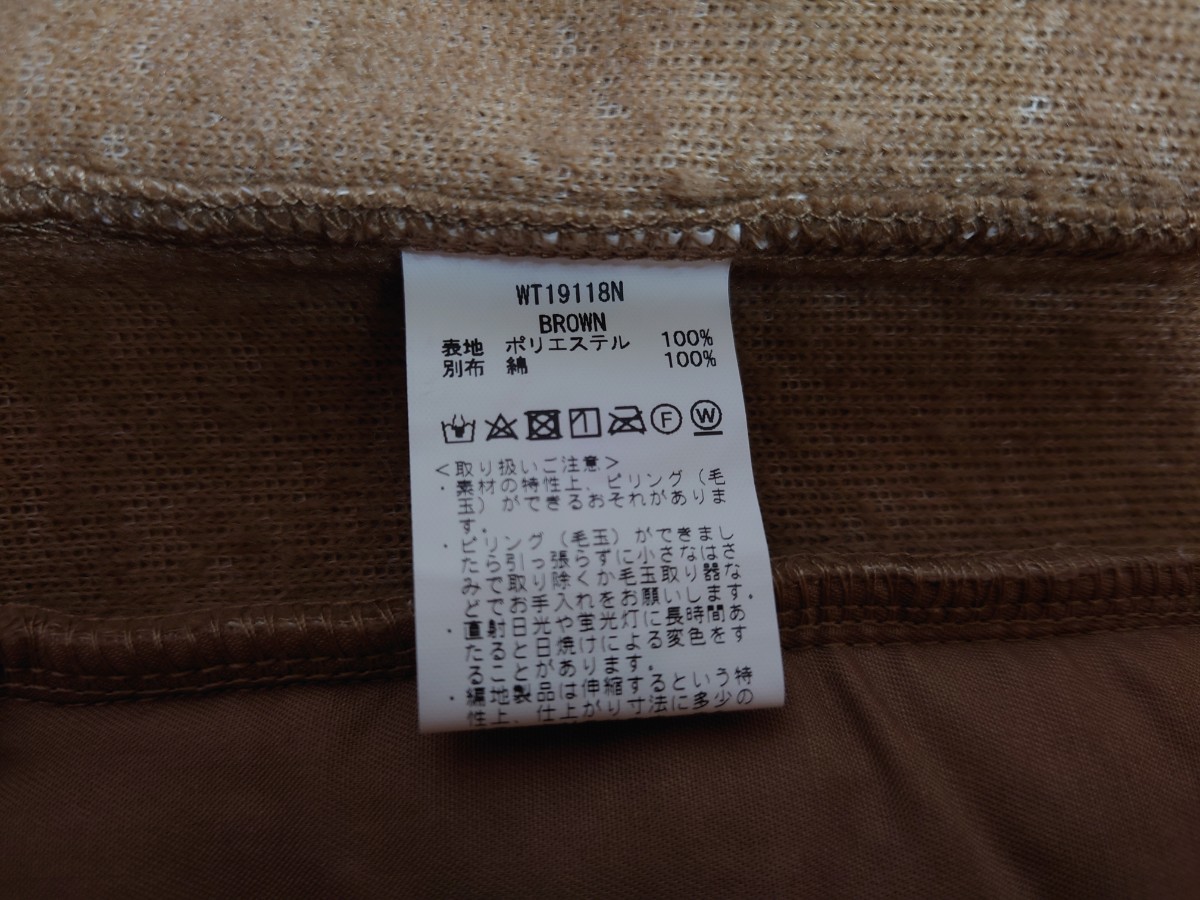 WT19118N
BROWN
表地 ポリエステル 100%
別布 綿 100%
F W
<取り扱いご注意>
・素材の特性上、ピリング(毛
玉)ができるおそれがありま
す。
・ピリング(毛玉)ができまし
たら引っ張らずに小さなはさ
みで取り除くか毛玉取り器な
どでお手入れをお願いします。
・直射日光や蛍光灯に長時間あ
たると日焼けによる変色をす
ることがあります。
・編地製品は伸縮するという特
性上、仕上がり寸法に多少の